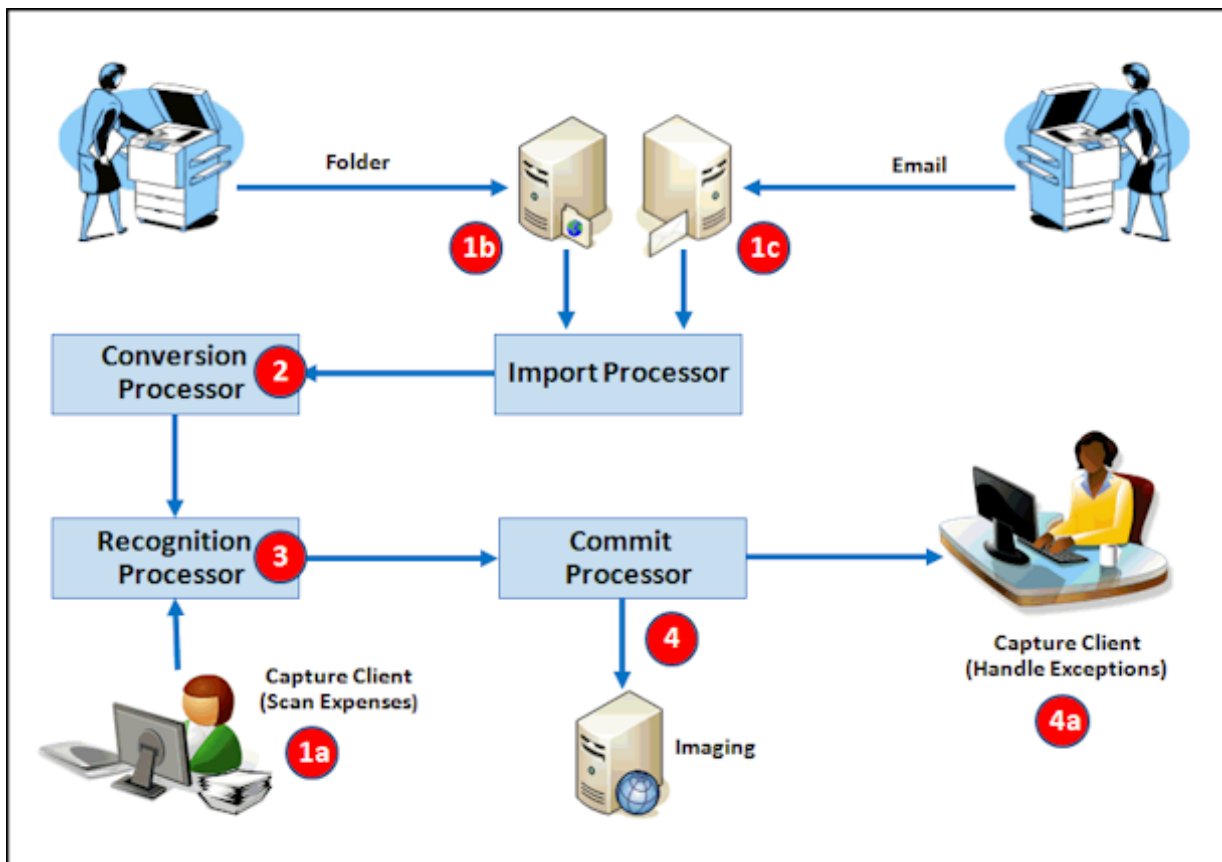 Folder
Email
1b
1c
Conversion
Processor
2
Import Processor
Recognition
Processor
3
Commit
Processor
4
Capture Client
(Scan Expenses)
1a
Imaging
Capture Client
(Handle Exceptions)
4a